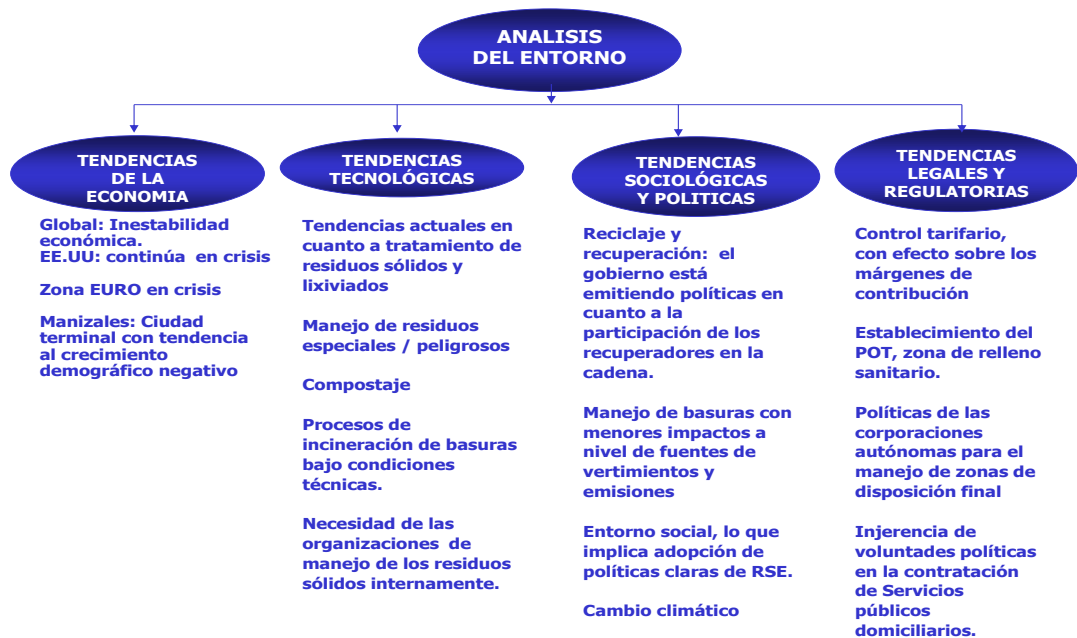 ANALISIS
DEL ENTORNO
TENDENCIAS
DE LA
ECONOMIA
Global: Inestabilidad
económica.
EE.UU: continúa en crisis
Zona EURO en crisis
Manizales: Ciudad
terminal con tendencia
al crecimiento
demográfico negativo
TENDENCIAS
TECNOLÓGICAS
Tendencias actuales en
cuanto a tratamiento de
residuos sólidos y
lixiviados
Manejo de residuos
especiales / peligrosos
Compostaje
Procesos de
incineración de basuras
bajo condiciones
técnicas.
Necesidad de las
organizaciones de
manejo de los residuos
sólidos internamente.
TENDENCIAS
SOCIOLÓGICAS
Y POLITICAS
Reciclaje y
recuperación: el
gobierno está
emitiendo políticas en
cuanto a la
participación de los
recuperadores en la
cadena.
Manejo de basuras con
menores impactos a
nivel de fuentes de
vertimientos y
emisiones
Entorno social, lo que
implica adopción de
políticas claras de RSE.
Cambio climático
TENDENCIAS
LEGALES Y
REGULATORIAS
Control tarifario,
con efecto sobre los
márgenes de
contribución
Establecimiento del
POT, zona de relleno
sanitario.
Políticas de las
corporaciones
autónomas para el
manejo de zonas de
disposición final
Injerencia de
voluntades políticas
en la contratación
de Servicios
públicos
domiciliarios.